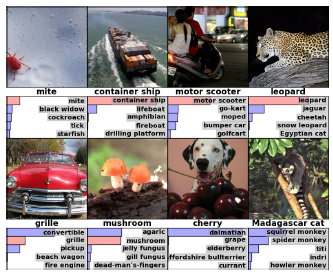 mite
container ship
motor scooter
leopard
mite
black widow
cockroach
tick
starfish
container ship
lifeboat
amphibian
fireboat
drilling platform
motor scooter
go-kart
moped
bumper car
golfcart
leopard
jaguar
cheetah
snow leopard
Egyptian cat
grille
mushroom
cherry
Madagascar cat
convertible
grille
pickup
beach wagon
fire engine
agaric
mushroom
jelly fungus
gill fungus
dead-man's-fingers
dalmatian
grape
elderberry
ffordshire bullterrier
currant
squirrel monkey
spider monkey
titi
indri
howler monkey